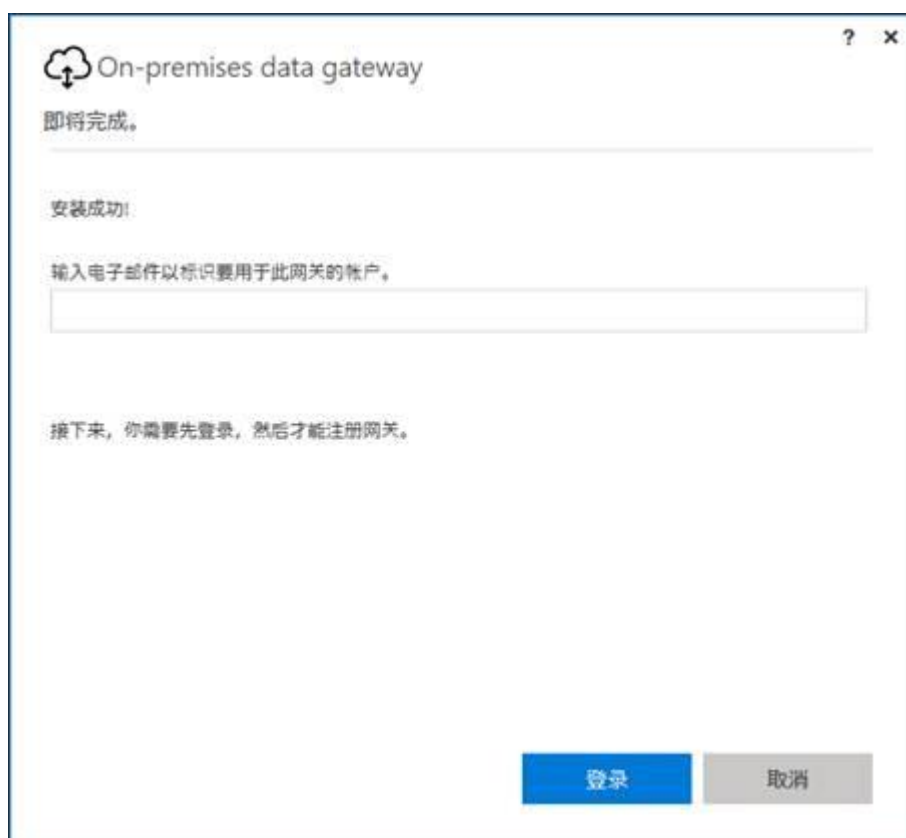 ? ×
On-premises data gateway
即将完成。
安装成功!
输入电子邮件以标识要用于此网关的帐户。
接下来，你需要先登录，然后才能注册网关。
登录 取消